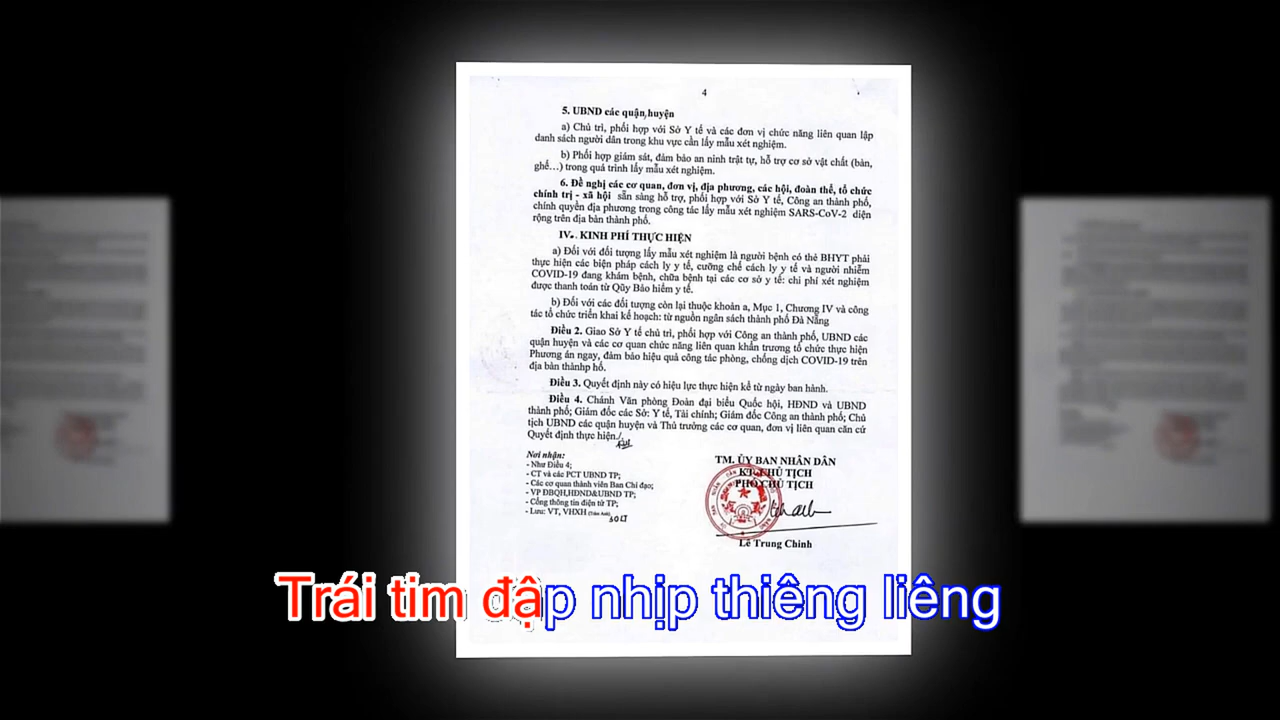 4
5. UBND các quận, huyện
a) Chủ trì, phối hợp với Sở Y tế và các đơn vị chức năng liên quan lập
danh sách người dân trong khu vực cần lấy mẫu xét nghiệm.
b) Phối hợp giám sát, đảm bảo an ninh trật tự, hỗ trợ cơ sở vật chất (bàn,
ghế…) trong quá trình lấy mẫu xét nghiệm.
6. Đề nghị các cơ quan, đơn vị, địa phương, các hội, đoàn thể, tổ chức
chính trị - xã hội sẵn sàng hỗ trợ, phối hợp với Sở Y tế, Công an thành phố,
chính quyền địa phương trong công tác lấy mẫu xét nghiệm SARS-CoV-2 diện
rộng trên địa bàn thành phố.
IV. KINH PHÍ THỰC HIỆN
a) Đối với đối tượng lấy mẫu xét nghiệm là người bệnh có thẻ BHYT phải
thực hiện các biện pháp cách ly y tế, cưỡng chế cách ly y tế và người nhiễm
COVID-19 đang khám bệnh, chữa bệnh tại các cơ sở y tế: chi phí xét nghiệm
được thanh toán từ Qũy Bảo hiểm y tế.
b) Đối với các đối tượng còn lại thuộc khoản a, Mục 1, Chương IV và công
tác tổ chức triển khai kế hoạch: từ nguồn ngân sách thành phố Đà Nẵng
Điều 2. Giao Sở Y tế chủ trì, phối hợp với Công an thành phố, UBND các
quận huyện và các cơ quan chức năng liên quan khẩn trương tổ chức thực hiện
Phương án ngay, đảm bảo hiệu quả công tác phòng, chống dịch COVID-19 trên
địa bàn thànhp hố.
Điều 3. Quyết định này có hiệu lực thực hiện kể từ ngày ban hành.
Điều 4. Chánh Văn phòng Đoàn đại biểu Quốc hội, HĐND và UBND
thành phố; Giám đốc các Sở: Y tế, Tài chính; Giám đốc Công an thành phố; Chủ
tịch UBND các quận huyện và Thủ trưởng các cơ quan, đơn vị liên quan căn cứ
Quyết định thực hiện./.
Nơi nhận:
- Như Điều 4;
- CT và các PCT UBND TP;
- Các cơ quan thành viên Ban Chỉ đạo;
- VP ĐBQH,HĐND&UBND TP;
- Cổng thông tin điện tử TP;
- Lưu: VT, VHXH
TM. ỦY BAN NHÂN DÂN
KT. CHỦ TỊCH
PHÓ CHỦ TỊCH
Lê Trung Chinh
Trái tim đập nhịp thiêng liêng